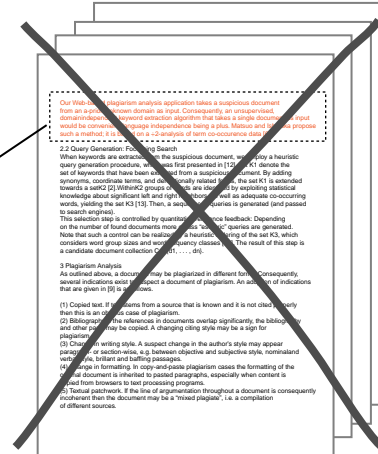 Our Web-based plagiarism analysis application takes a suspicious document
from an a-priori unknown domain as input. Consequently, an unsupervised,
domainindependent keyword extraction algorithm that takes a single document as input
would be convenient, language independence being a plus. Matsuo and Ishizuka propose
such a method; it is based on a -2-analysis of term co-occurence data
2.2 Query Generation: Focussing Search
When keywords are extracted from the suspicious document, we employ a heuristic
query generation procedure, which was first presented in [12]. Let K1 denote the
set of keywords that have been extracted from a suspicious document. By adding
synonyms, coordinate terms, and derivationally related forms, the set K1 is extended
towards a setK2 [2].WithinK2 groups of words are identified by exploiting statistical
knowledge about significant left and right neighbors, as well as adequate co-occurring
words, yielding the set K3 [13]. Then, a sequence of queries is generated (and passed
to search engines).
This selection step is controlled by quantitative relevance feedback: Depending
on the number of found documents more or less "esoteric" queries are generated.
Note that such a control can be realized by a heuristic ordering of the set K3, which
considers word group sizes and word frequency classes The result of this step is
a candidate document collection d1, . . . , dn}.
3 Plagiarism Analysis
As outlined above, a document may be plagiarized in different forms. Consequently,
several indications exist to suspect a document of plagiarism. An adoption of indications
that are given in [9] is as follows.
(1) Copied text. If text stems from a source that is known and it is not cited properly
then this is an obvious case of plagiarism.
(2) Bibliography. If the references in documents overlap significantly, the bibliography
and other parts may be copied. A changing citing style may be a sign for
plagiarism.
(3) Change in writing style. A suspect change in the author's style may appear
paragraph- or section-wise, e.g. between objective and subjective style, nominaland
verbal style, brillant and baffling passages.
(4) Change in formatting. In copy-and-paste plagiarism cases the formatting of the
original document is inherited to pasted paragraphs, especially when content is
copied from browsers to text processing programs.
(5) Textual patchwork. If the line of argumentation throughout a document is consequently
incoherent then the document may be a "mixed plagiate", i.e. a compilation
of different sources.